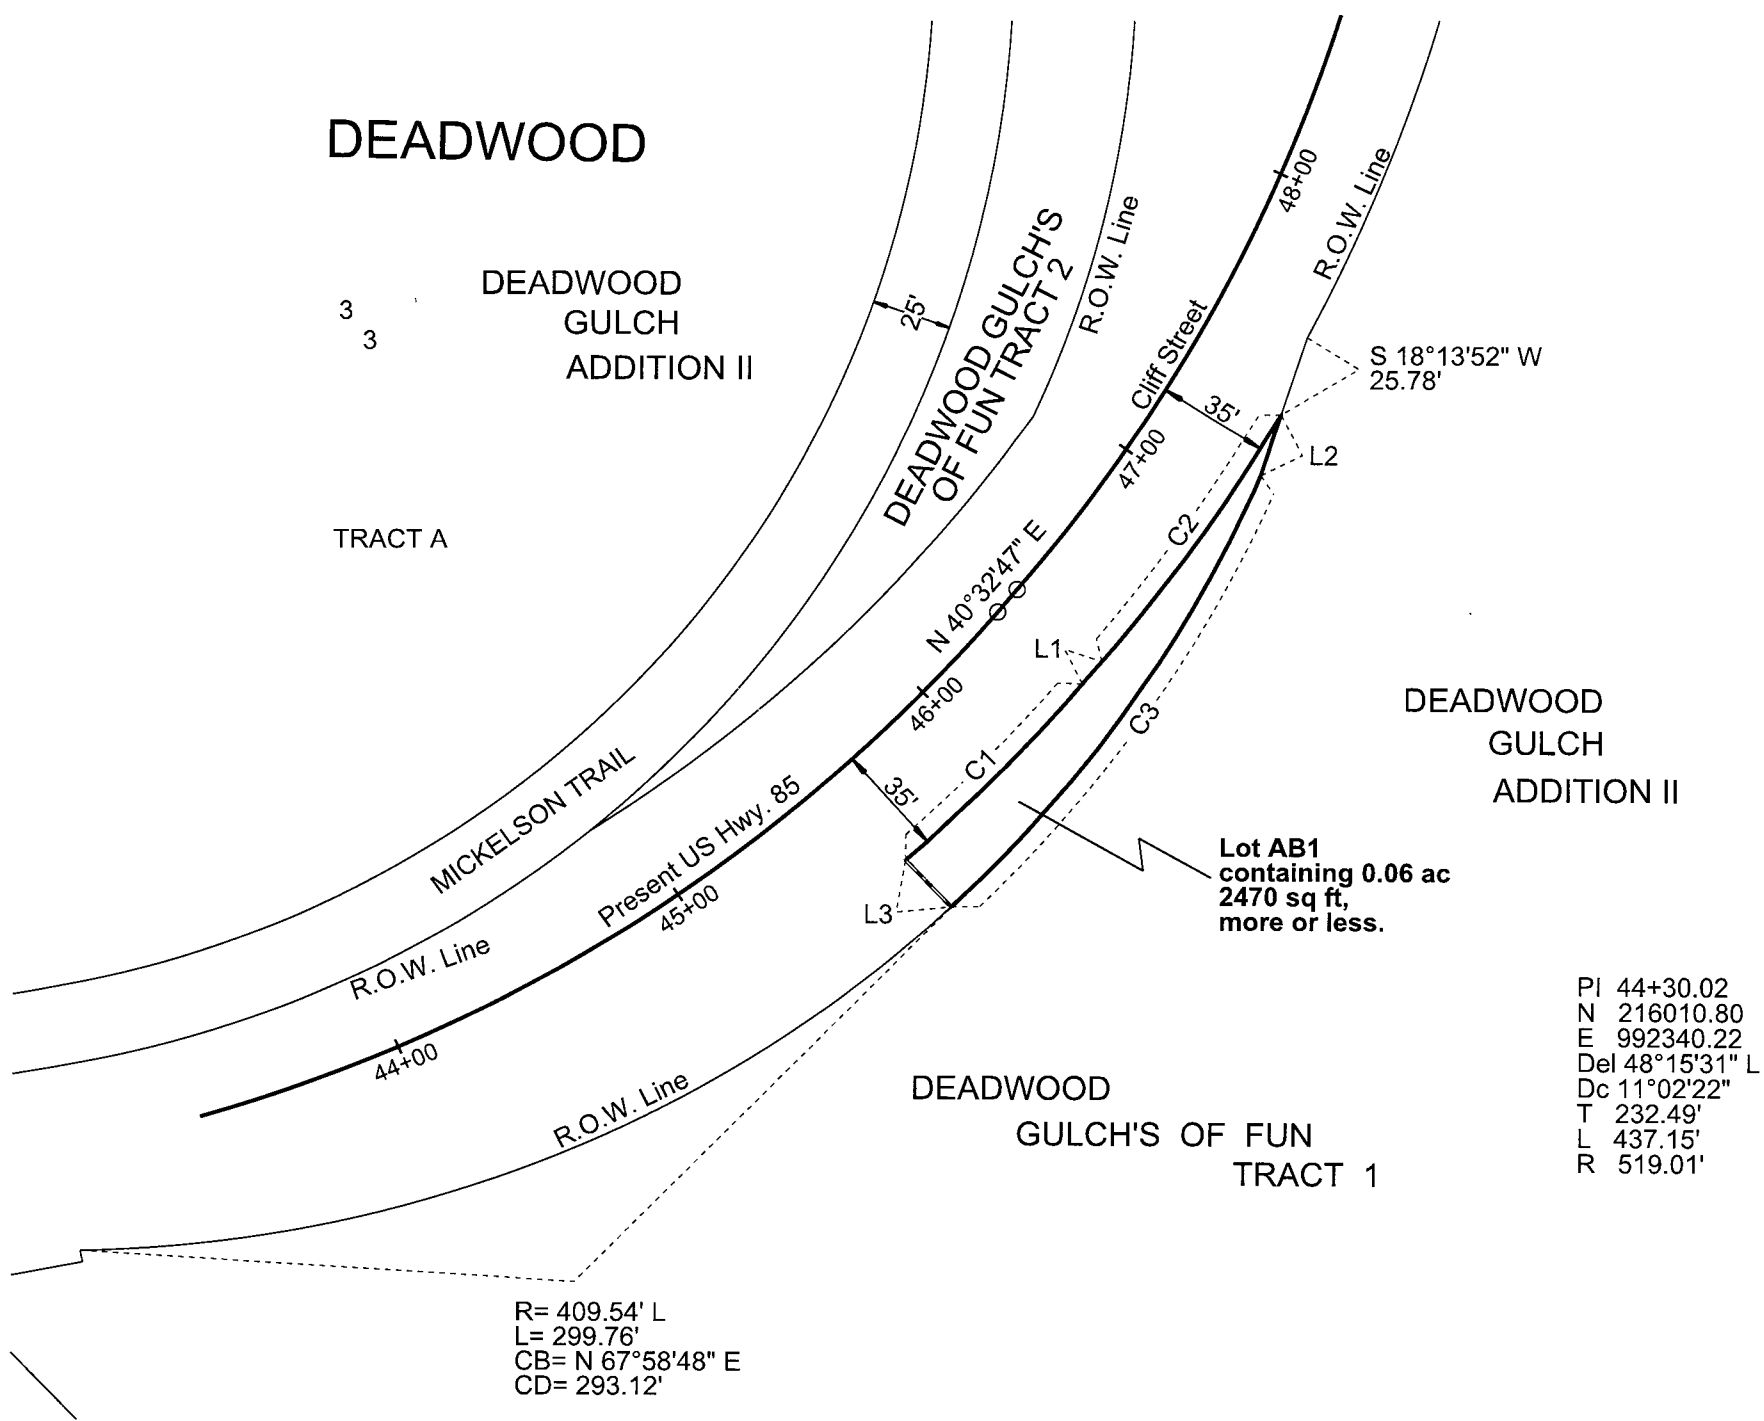 DEADWOOD
48+00
R.O.W. Line
R.O.W. Line
DEADWOOD GULCH'S
OF FUN TRACT 2
DEADWOOD
GULCH
ADDITION II
3
3
25'
Cliff Street
S 18°13'52" W
25.78'
35'
47+00
L2
TRACT A
C2
N 40°32'47" E
L1
46+00
C3
DEADWOOD
GULCH
ADDITION II
C1
35'
MICKELSON TRAIL
Present US Hwy. 85
45+00
Lot AB1
containing 0.06 ac
2470 sq ft,
more or less.
L3
R.O.W. Line
44+00
R.O.W. Line
PI 44+30.02
N 216010.80
E 992340.22
Del 48°15'31" L
Dc 11°02'22"
T 232.49'
L 437.15'
R 519.01'
DEADWOOD
GULCH'S OF FUN
TRACT 1
R= 409.54' L
L= 299.76'
CB= N 67°58'48" E
CD= 293.12'